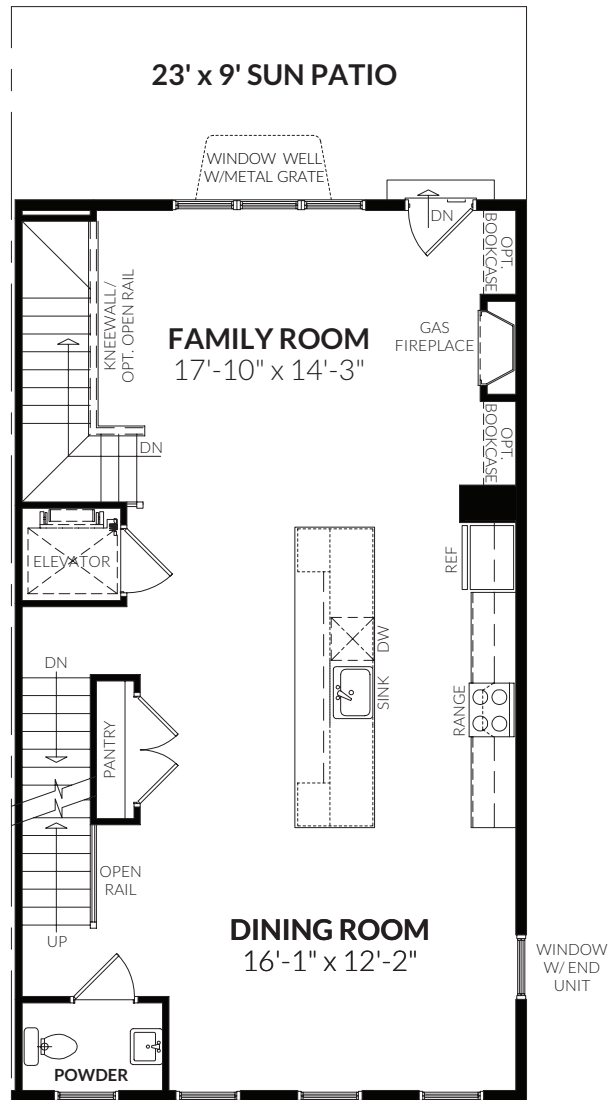 23' x 9' SUN PATIO
WINDOW WELL
W/METAL GRATE
DN
OPT.
BOOKCASE
KNEEWALL /
OPT. OPEN RAIL
FAMILY ROOM
17'-10" x 14'-3"
GAS
FIREPLACE
OPT.
BOOKCASE
DN
ELEVATOR
REF
DW
SINK
RANGE
DN
PANTRY
OPEN
RAIL
UP
DINING ROOM
16'-1" x 12'-2"
WINDOW
W/ END
UNIT
POWDER